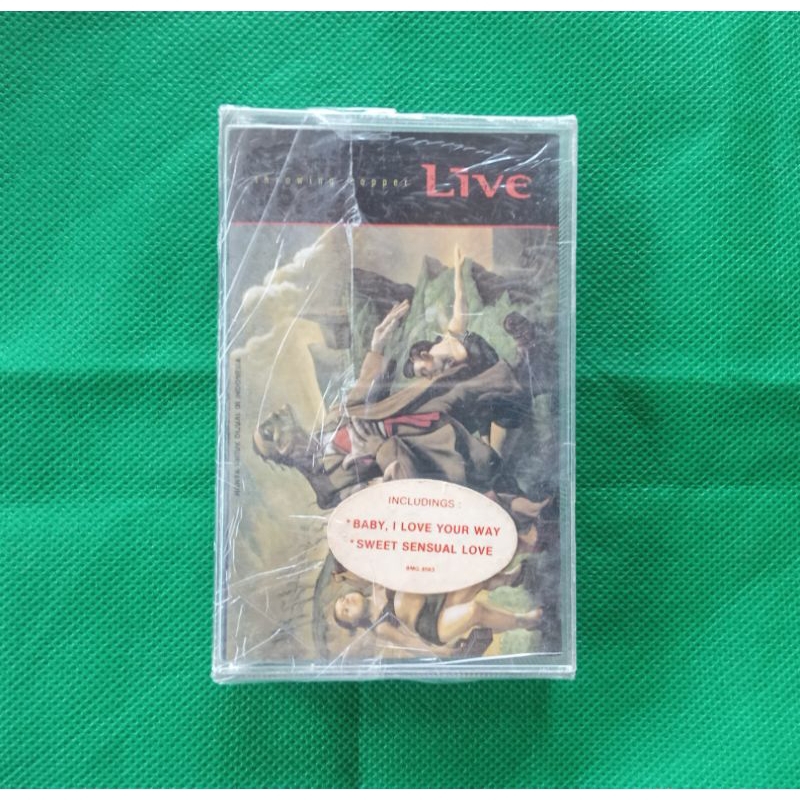 throwing copper Live
INCLUDINGS :
*BABY, I LOVE YOUR WAY
*SWEET SENSUAL LOVE